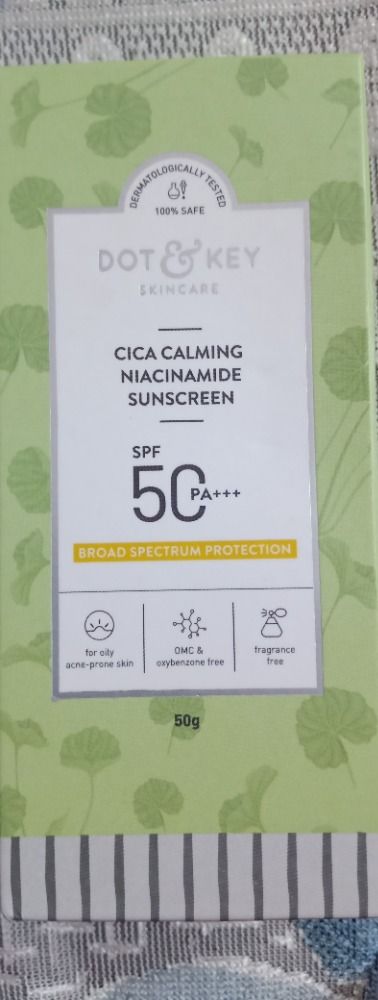 DERMATOLOGICALLY TESTED
100% SAFE
DOT & KEY
SKINCARE
CICA CALMING
NIACINAMIDE
SUNSCREEN
SPF
50 PA+++
BROAD SPECTRUM PROTECTION
for oily
acne-prone skin
OMC &
oxybenzone free
fragrance
free
50g